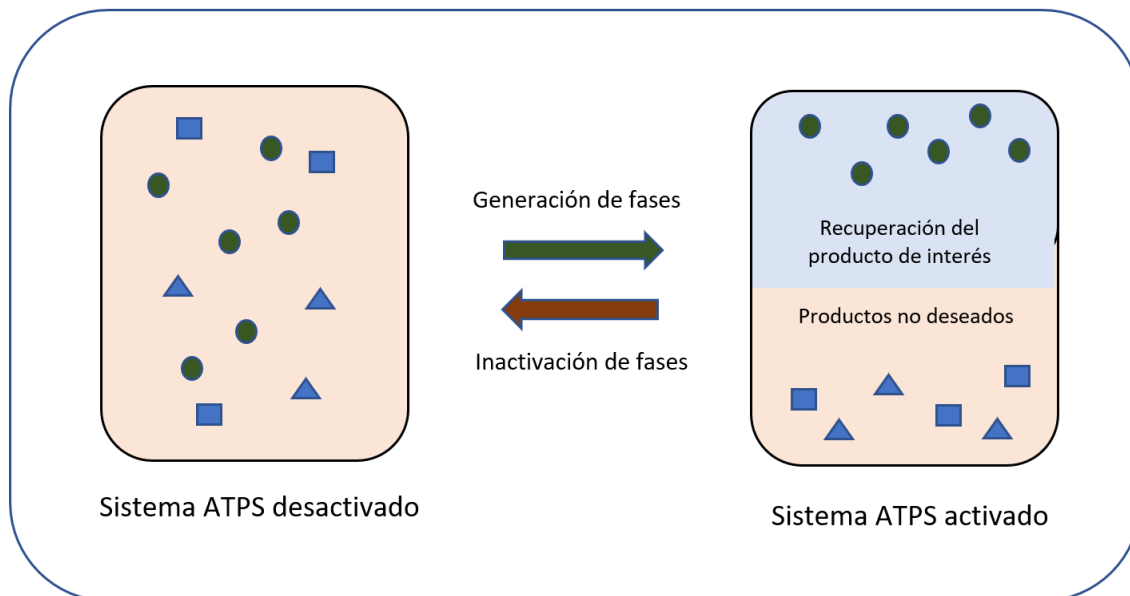 Generación de fases
Inactivación de fases
Recuperación del
producto de interés
Productos no deseados
Sistema ATPS desactivado
Sistema ATPS activado